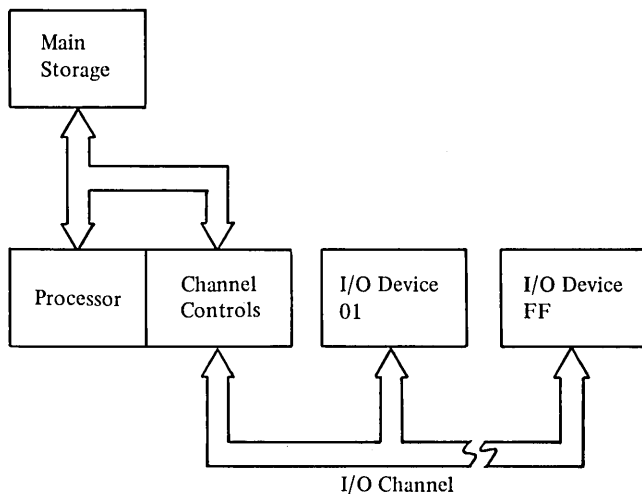 Main
Storage
Processor
Channel
Controls
I/O Device
01
I/O Device
FF
I/O Channel